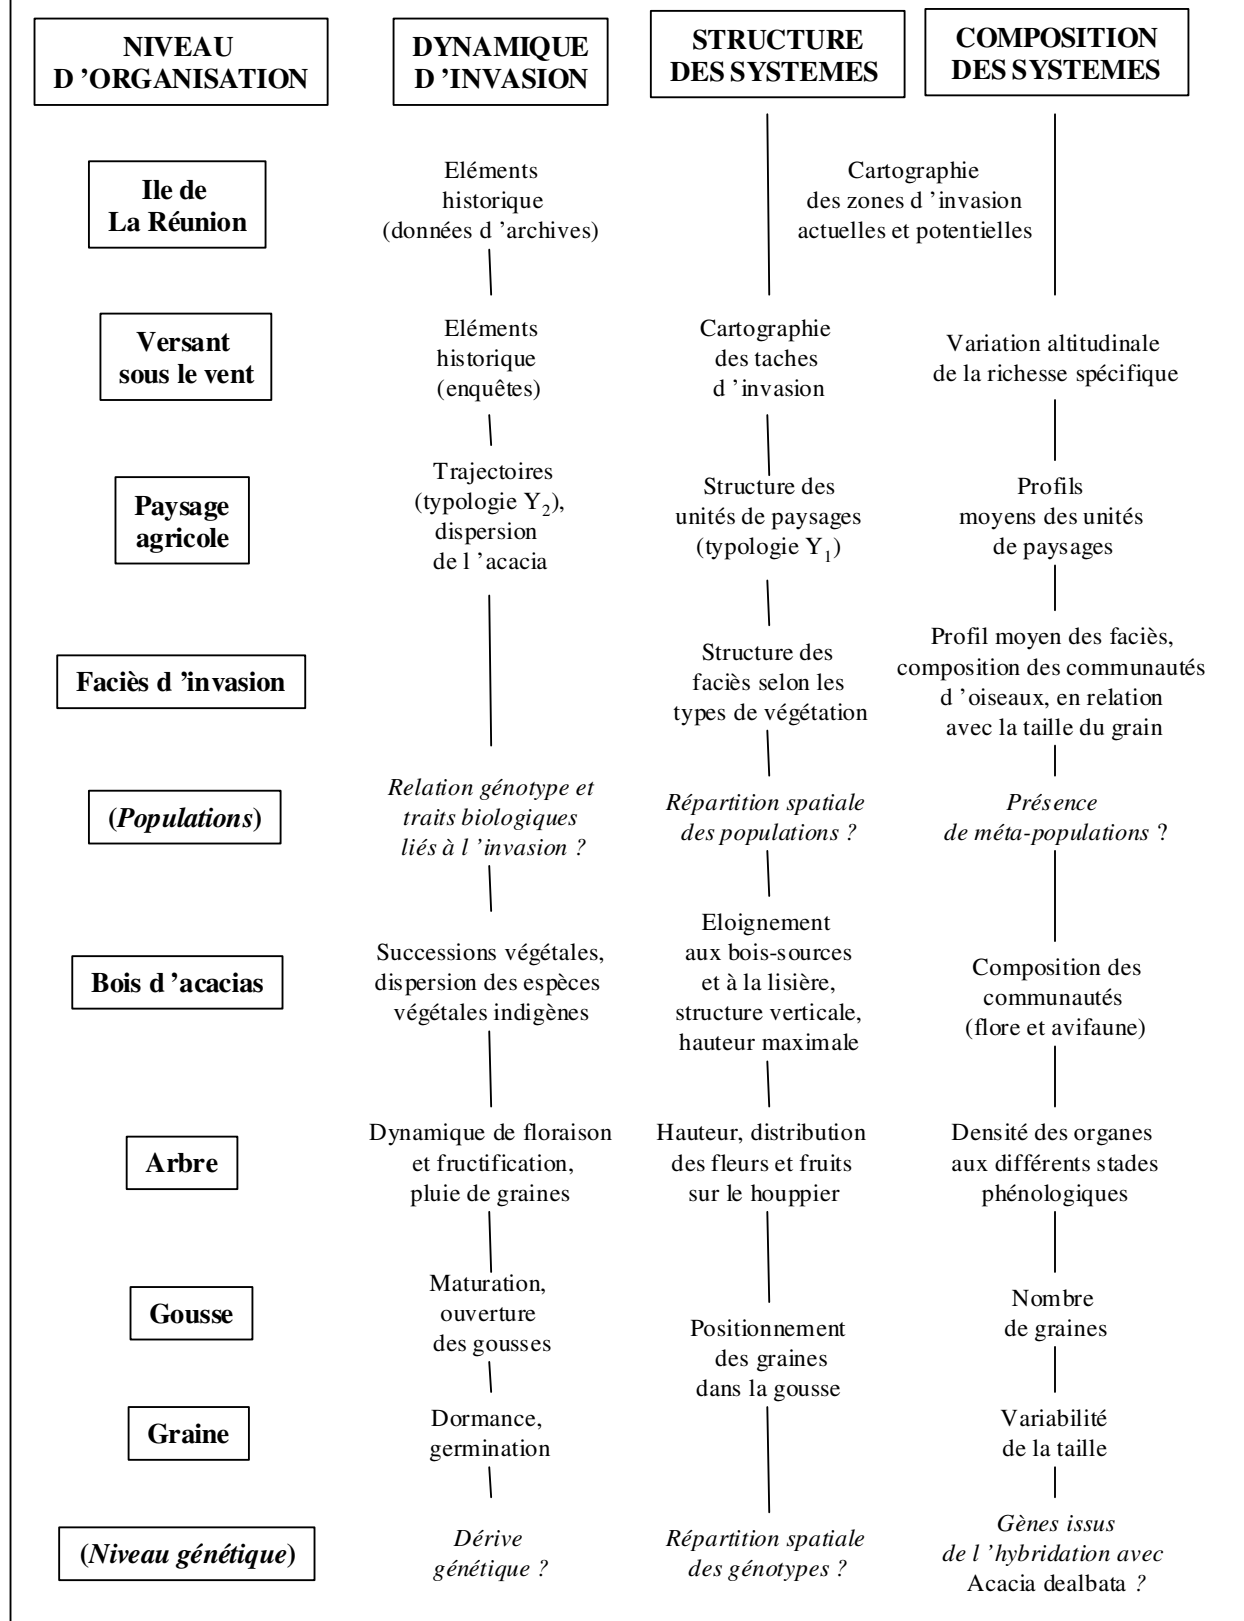 NIVEAU
D ’ORGANISATION
DYNAMIQUE
D ’INVASION
STRUCTURE
DES SYSTEMES
COMPOSITION
DES SYSTEMES
Ile de
La Réunion
Eléments
historique
(données d ’archives)
Cartographie
des zones d ’invasion
actuelles et potentielles
Versant
sous le vent
Eléments
historique
(enquêtes)
Cartographie
des taches
d ’invasion
Variation altitudinale
de la richesse spécifique
Paysage
agricole
Trajectoires
(typologie Y2),
dispersion
de l ’acacia
Structure des
unités de paysages
(typologie Y1)
Profils
moyens des unités
de paysages
Faciès d ’invasion
Structure des
faciès selon les
types de végétation
Profil moyen des faciès,
composition des communautés
d ’oiseaux, en relation
avec la taille du grain
(Populations)
Relation génotype et
traits biologiques
liés à l ’invasion ?
Répartition spatiale
des populations ?
Présence
de méta-populations ?
Bois d ’acacias
Successions végétales,
dispersion des espèces
végétales indigènes
Eloignement
aux bois-sources
et à la lisière,
structure verticale,
hauteur maximale
Composition des
communautés
(flore et avifaune)
Arbre
Dynamique de floraison
et fructification,
pluie de graines
Hauteur, distribution
des fleurs et fruits
sur le houppier
Densité des organes
aux différents stades
phénologiques
Gousse
Maturation,
ouverture
des gousses
Positionnement
des graines
dans la gousse
Nombre
de graines
Graine
Dormance,
germination
Variabilité
de la taille
(Niveau génétique)
Dérive
génétique ?
Répartition spatiale
des génotypes ?
Gènes issus
de l ’hybridation avec
Acacia dealbata ?